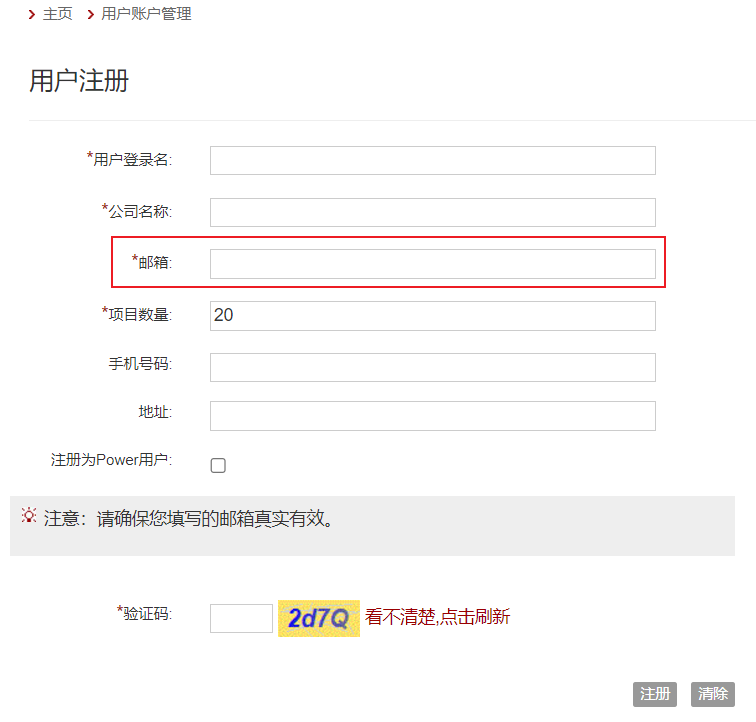 主页 用户账户管理
用户注册
*用户登录名:
*公司名称:
*邮箱:
*项目数量: 20
手机号码:
地址:
注册为Power用户:
注意：请确保您填写的邮箱真实有效。
*验证码: 2d7Q 看不清楚,点击刷新
注册 清除